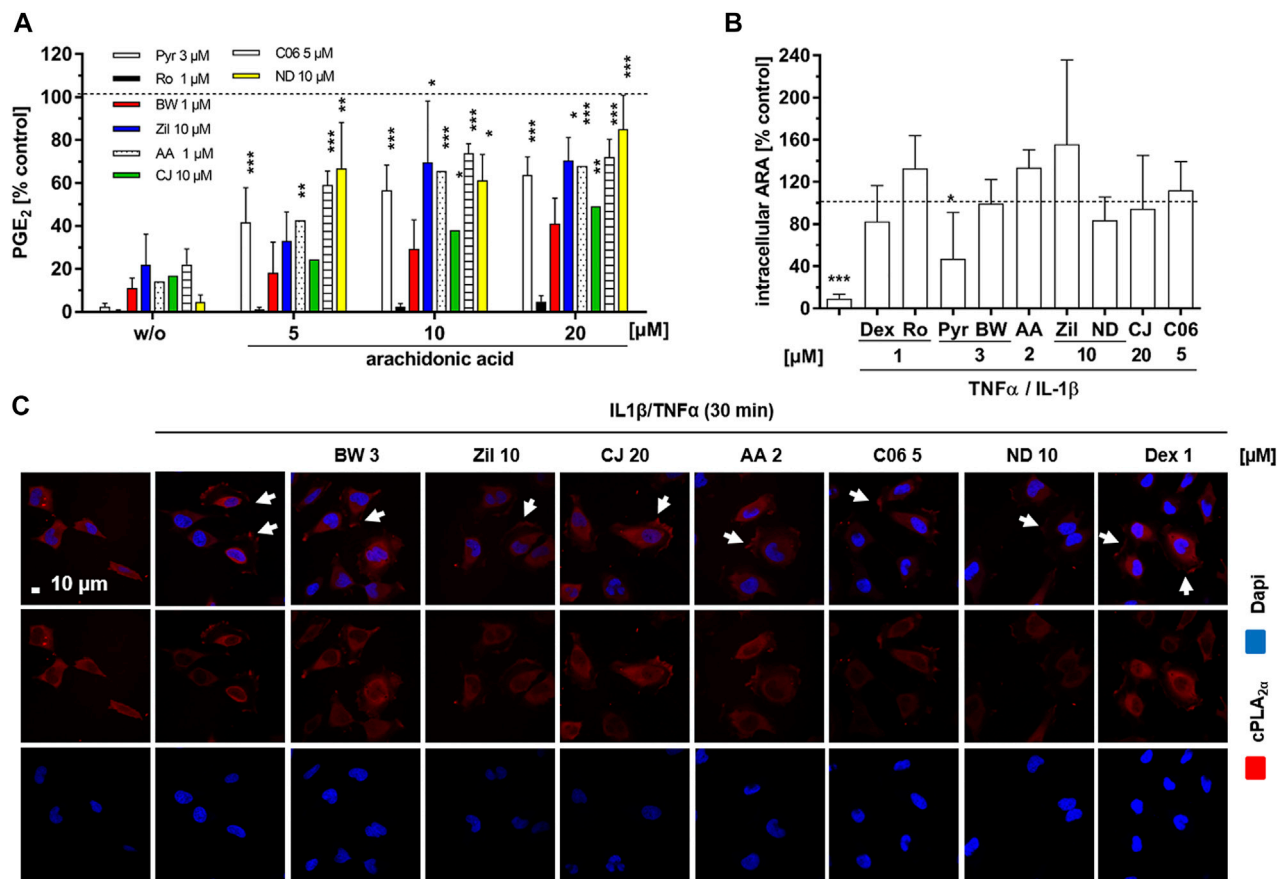 A
PGE2 [% control]
120
100
80
60
40
20
0
Pyr 3 µM
Ro 1 µM
BW 1 µM
Zil 10 µM
AA 1 µM
CJ 10 µM
C06 5 µM
ND 10 µM
***
**
***
**
***
*
***
*
***
*
***
*
***
**
***
***
w/o
5
10
20
[µM]
arachidonic acid
B
intracellular ARA [% control]
240
200
160
120
80
40
0
***
*
Dex Ro Pyr BW AA Zil ND CJ C06
[µM] 1 3 2 10 20 5
TNFα / IL-1β
C
IL1β/TNFα (30 min)
BW 3 Zil 10 CJ 20 AA 2 C06 5 ND 10 Dex 1 [µM]
10 µm
cPLA2α Dapi